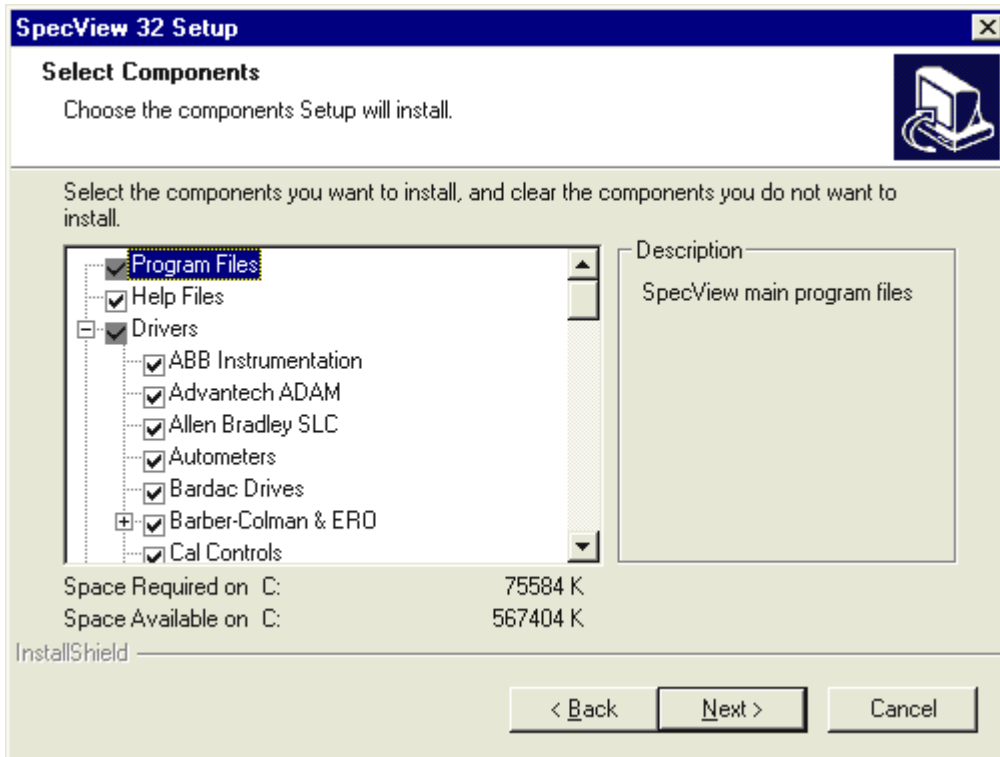 SpecView 32 Setup
Select Components
Choose the components Setup will install.
Select the components you want to install, and clear the components you do not want to
install.
Program Files
Help Files
Drivers
ABB Instrumentation
Advantech ADAM
Allen Bradley SLC
Autometers
Bardac Drives
Barber-Colman & ERO
Cal Controls
Description
SpecView main program files
Space Required on C: 75584 K
Space Available on C: 567404 K
InstallShield
< Back Next > Cancel